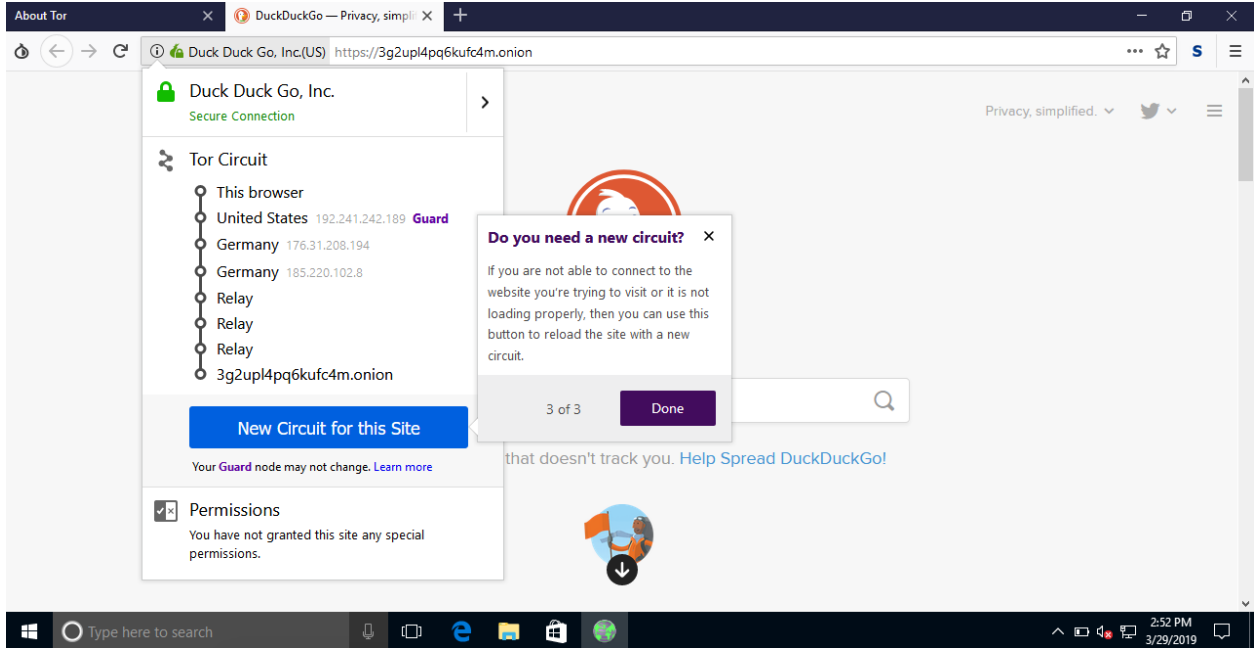 About Tor
DuckDuckGo — Privacy, simpli
Duck Duck Go, Inc.(US) https://3g2upl4pq6kufc4m.onion
S
Duck Duck Go, Inc.
Secure Connection
Privacy, simplified.
Tor Circuit
This browser
United States 192.241.242.189 Guard
Germany 176.31.208.194
Germany 185.220.102.8
Relay
Relay
Relay
3g2upl4pq6kufc4m.onion
New Circuit for this Site
Your Guard node may not change. Learn more
Permissions
You have not granted this site any special
permissions.
Do you need a new circuit?
If you are not able to connect to the
website you're trying to visit or it is not
loading properly, then you can use this
button to reload the site with a new
circuit.
3 of 3
Done
that doesn't track you. Help Spread DuckDuckGo!
Type here to search
2:52 PM
3/29/2019